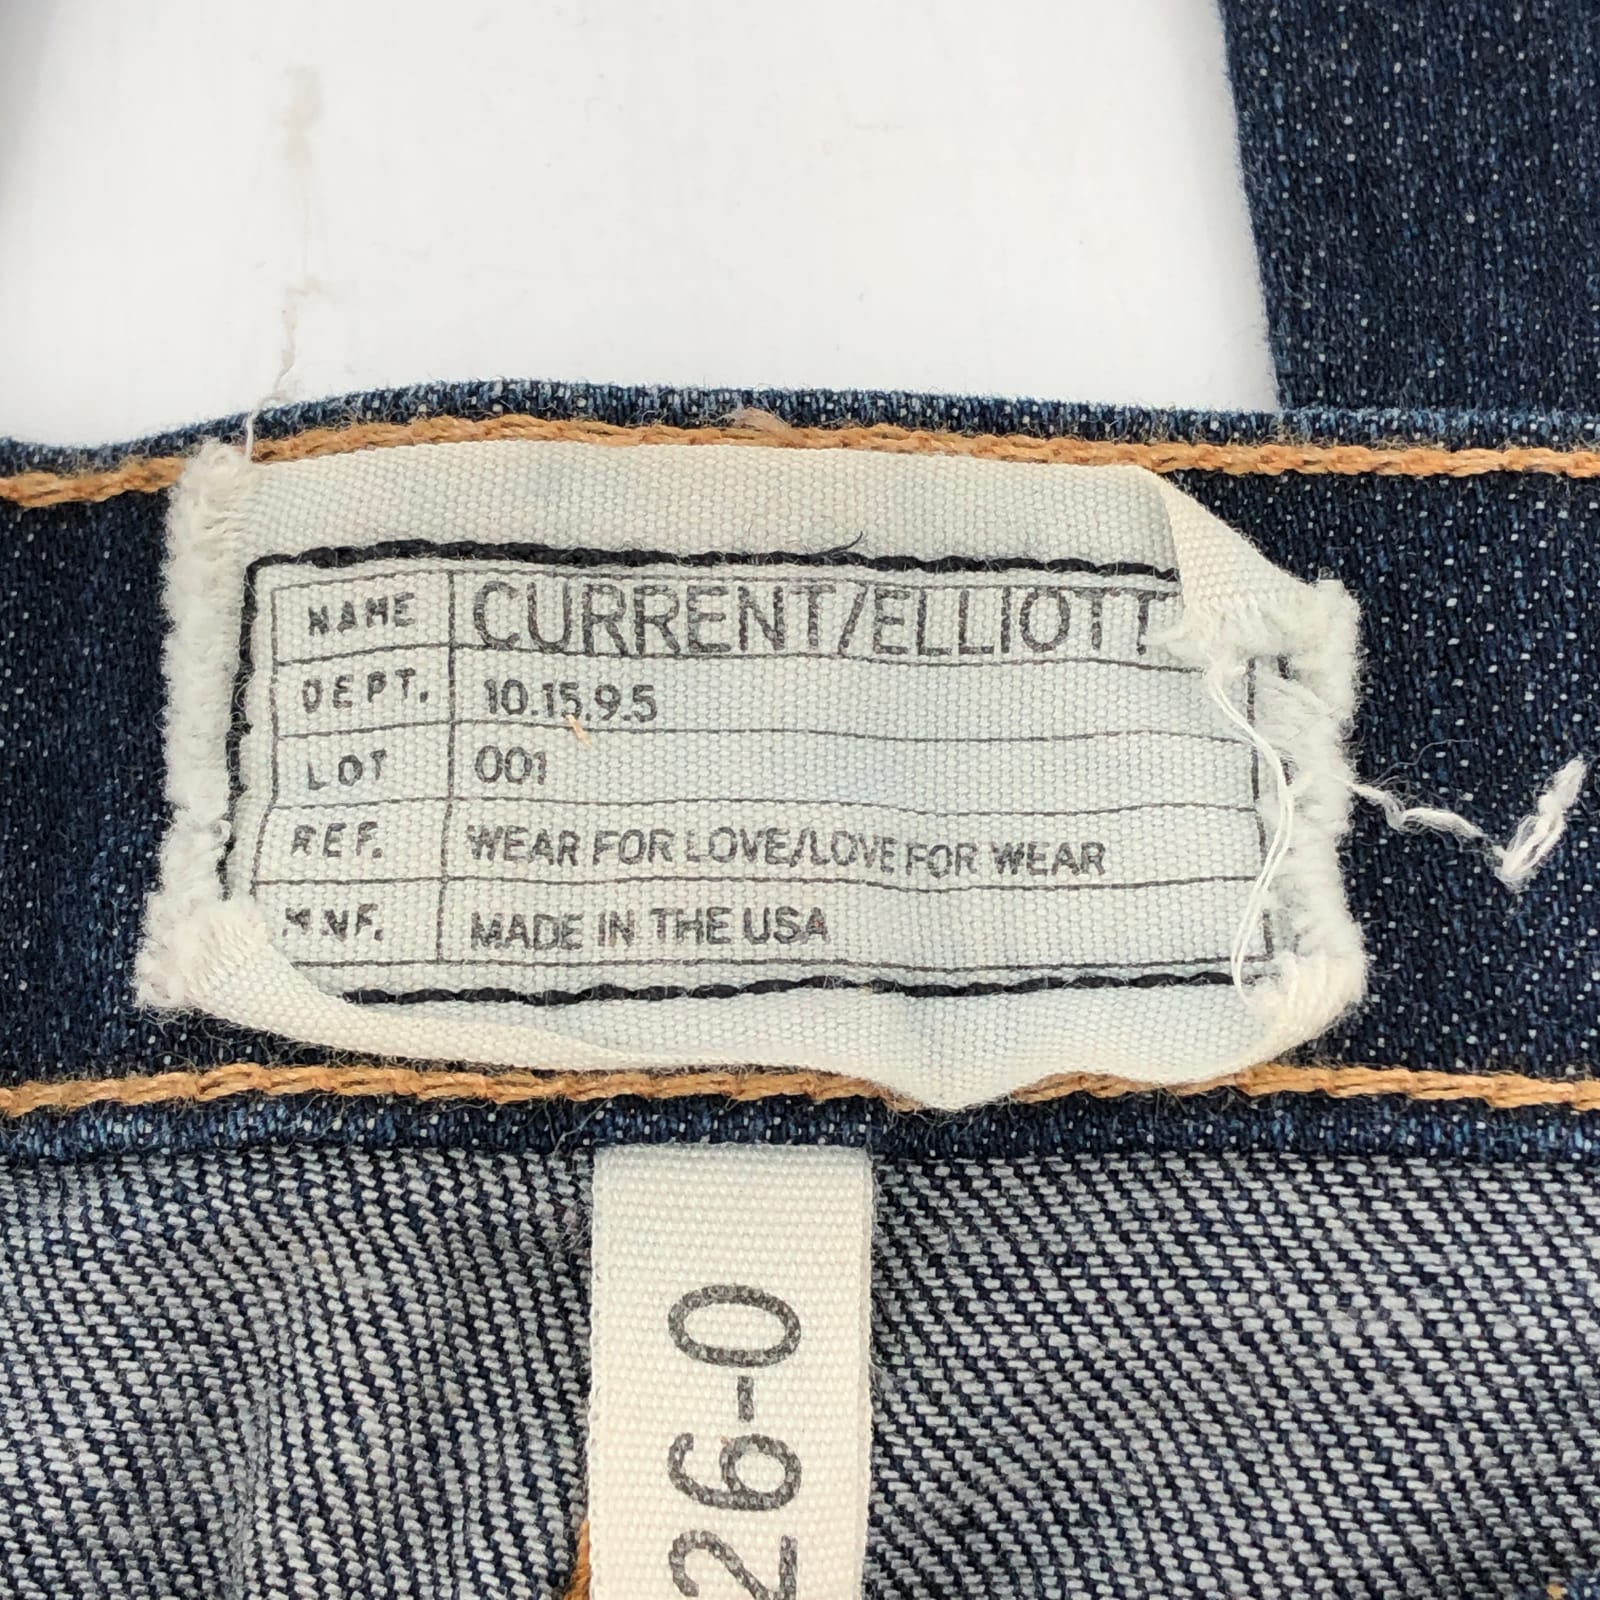 NAME CURRENT/ELLIOTT
DEPT. 10.15.9.5
LOT 001
REF. WEAR FOR LOVE/LOVE FOR WEAR
MNF. MADE IN THE USA
26-0